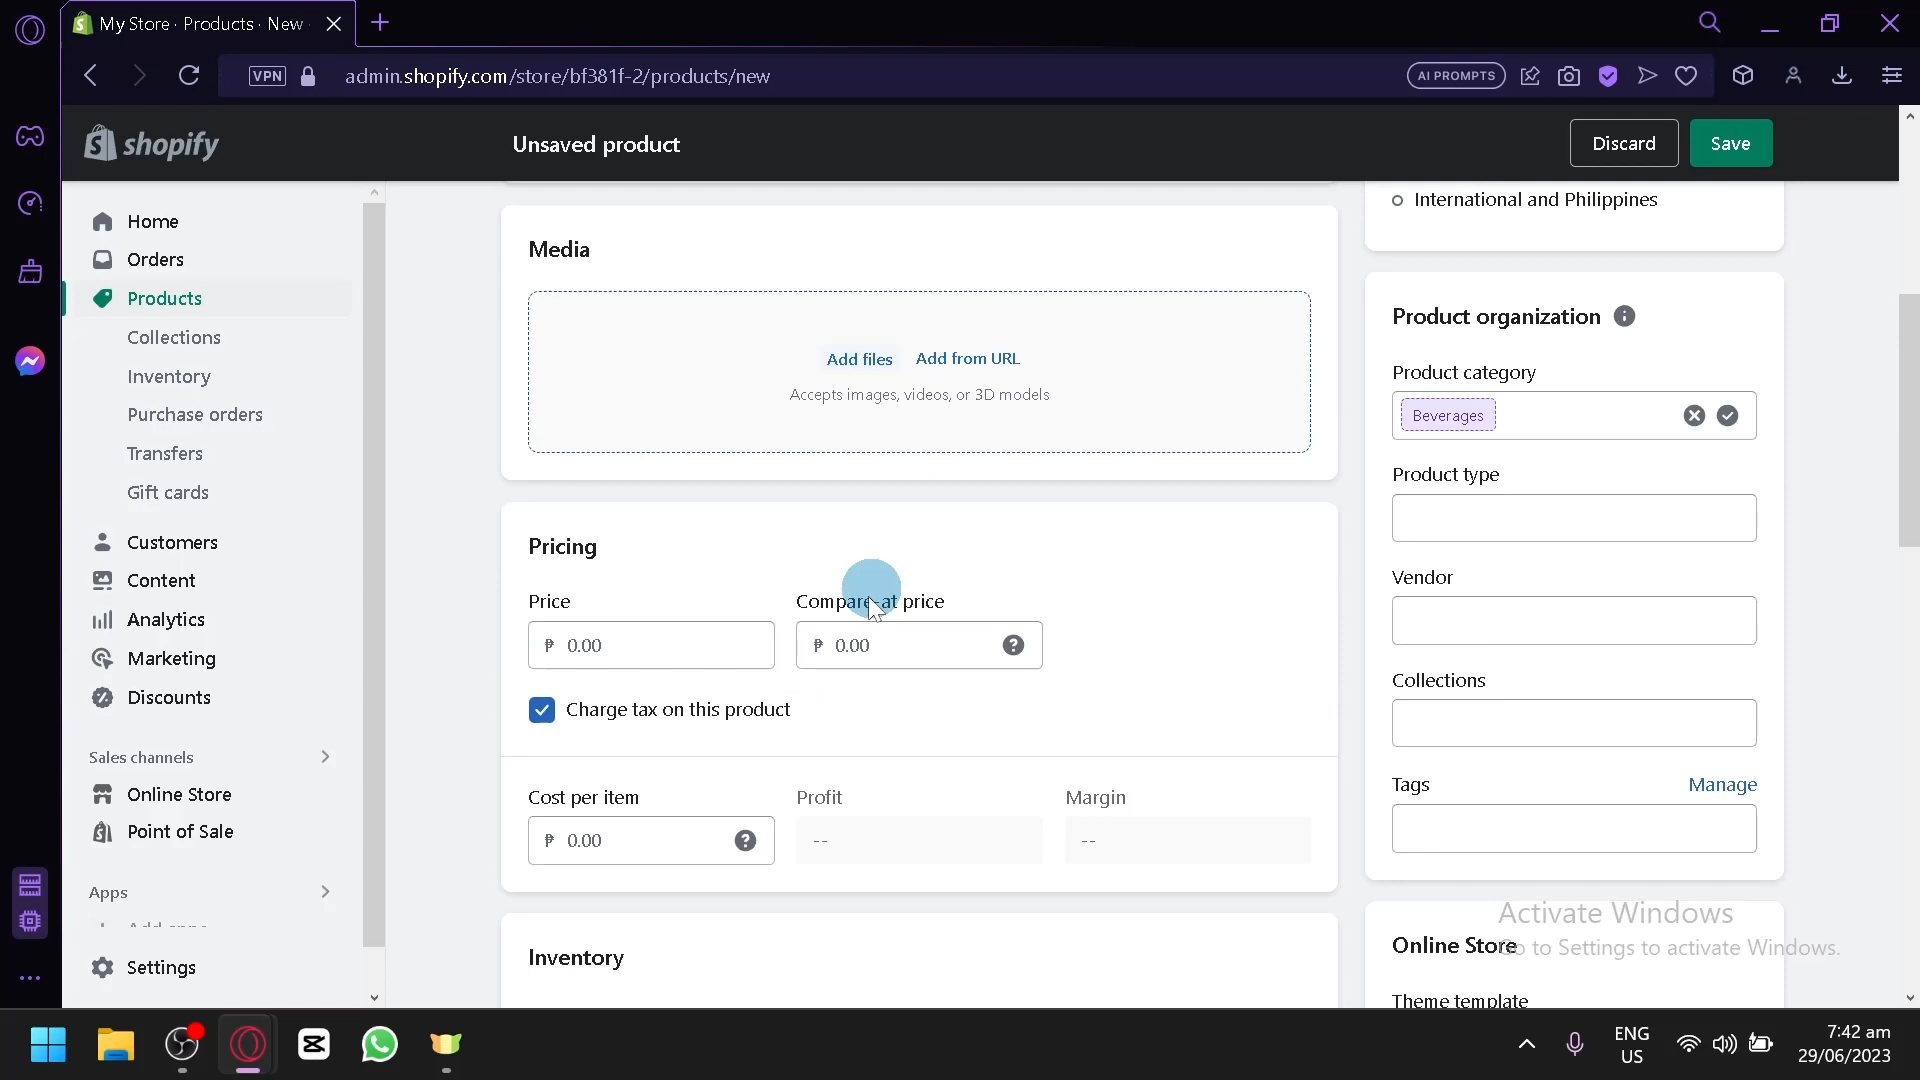 My Store · Products · New
VPN
admin.shopify.com/store/bf381f-2/products/new
AI PROMPTS
shopify
Unsaved product
Discard
Save
Home
Orders
Products
Collections
Inventory
Purchase orders
Transfers
Gift cards
Customers
Content
Analytics
Marketing
Discounts
Sales channels
Online Store
Point of Sale
Apps
Settings
Media
Add files Add from URL
Accepts images, videos, or 3D models
Pricing
Price
Compare-at price
₱ 0.00
₱ 0.00
Charge tax on this product
Cost per item
Profit
Margin
₱ 0.00
--
--
Inventory
International and Philippines
Product organization
Product category
Beverages
Product type
Vendor
Collections
Tags
Manage
Online Store
Theme template
Activate Windows
Go to Settings to activate Windows.
ENG
US
7:42 am
29/06/2023